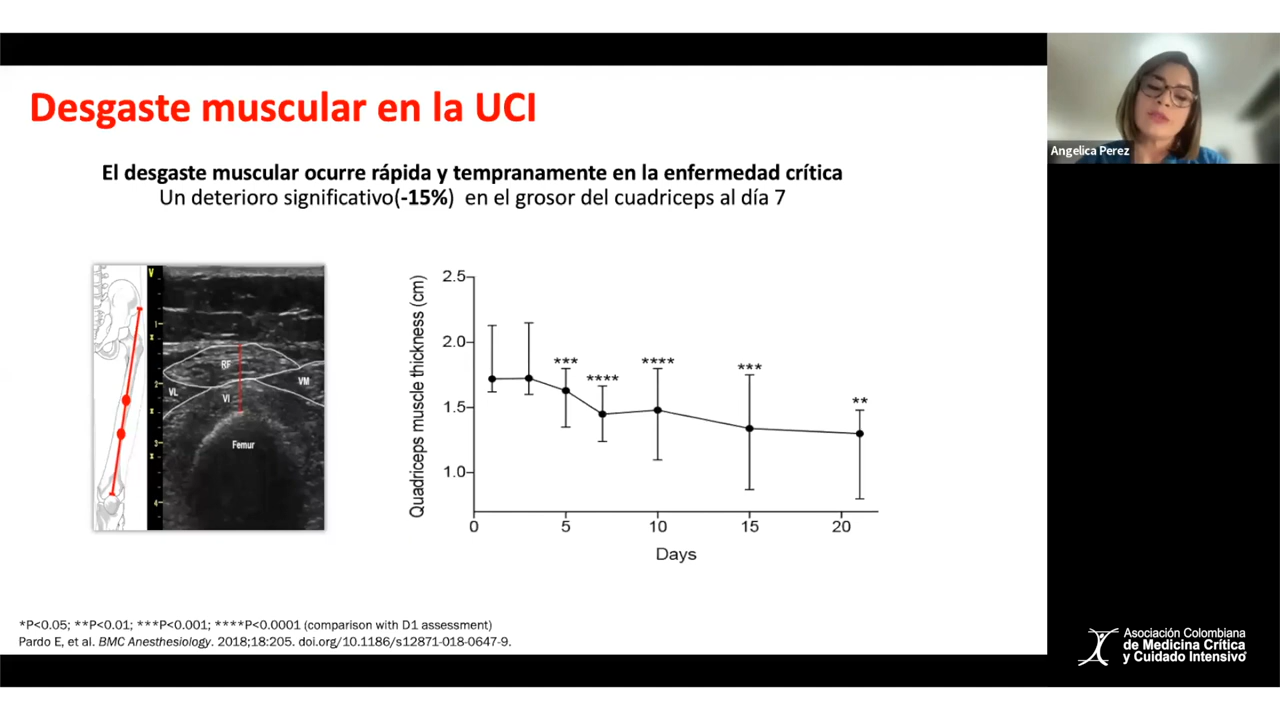 Desgaste muscular en la UCI
El desgaste muscular ocurre rápida y tempranamente en la enfermedad crítica
Un deterioro significativo(-15%) en el grosor del cuadriceps al día 7
V
1
2
3
4
RF
VL
VM
VI
Femur
Quadriceps muscle thickness (cm)
2.5
2.0
1.5
1.0
***
****
****
***
**
0 5 10 15 20
Days
*P<0.05; **P<0.01; ***P<0.001; ****P<0.0001 (comparison with D1 assessment)
Pardo E, et al. BMC Anesthesiology. 2018;18:205. doi.org/10.1186/s12871-018-0647-9.
Angelica Perez
Asociación Colombiana
de Medicina Crítica
y Cuidado Intensivo